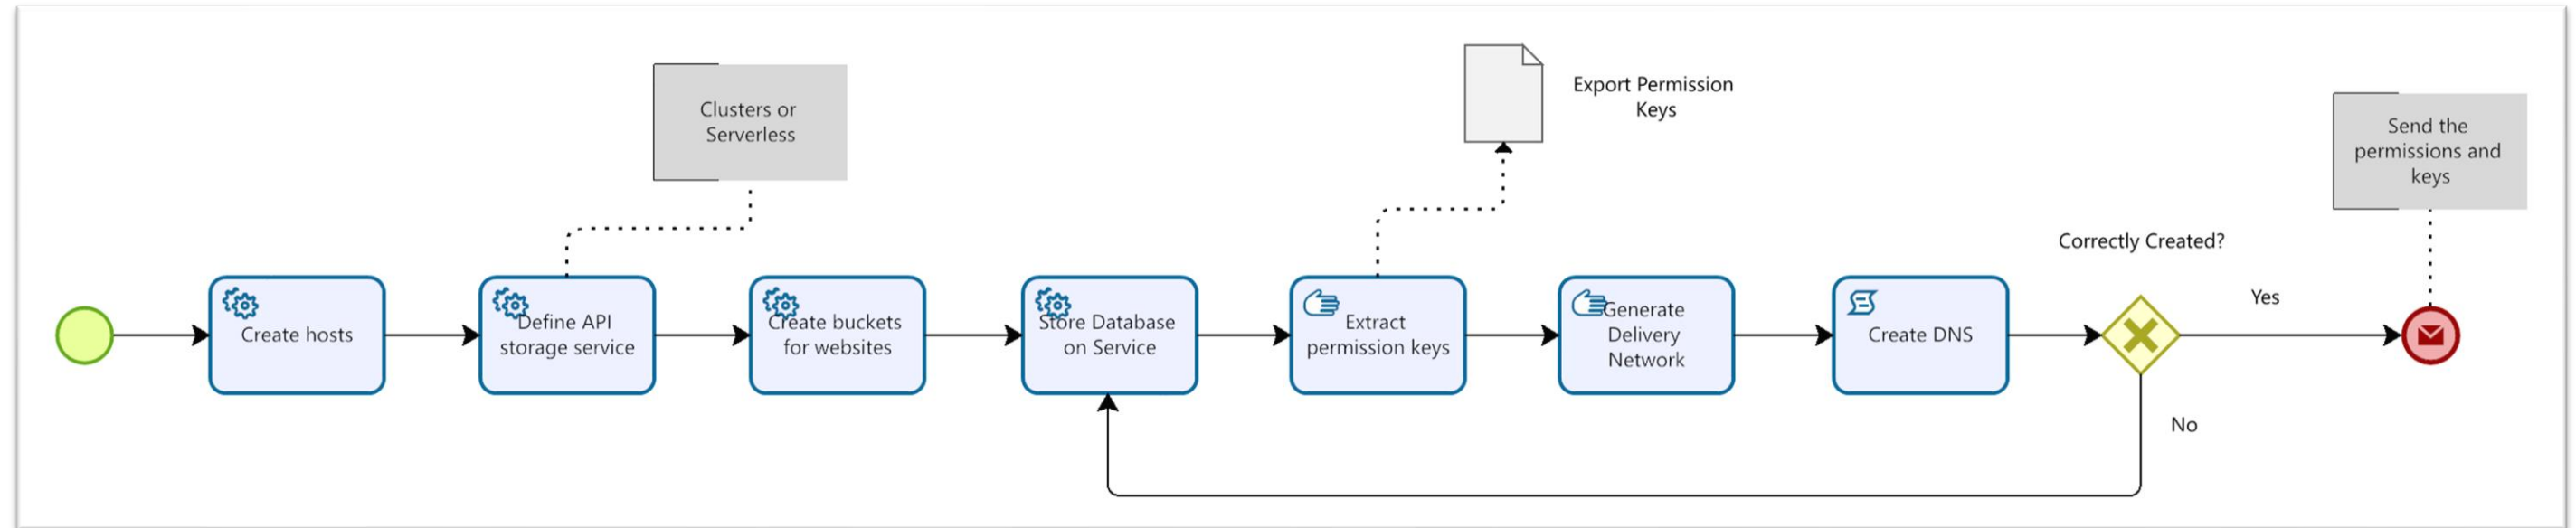 Clusters or
Serverless
Export Permission
Keys
Send the
permissions and
keys
Correctly Created?
Yes
Create hosts
Define API
storage service
Create buckets
for websites
Store Database
on Service
Extract
permission keys
Generate
Delivery
Network
Create DNS
No